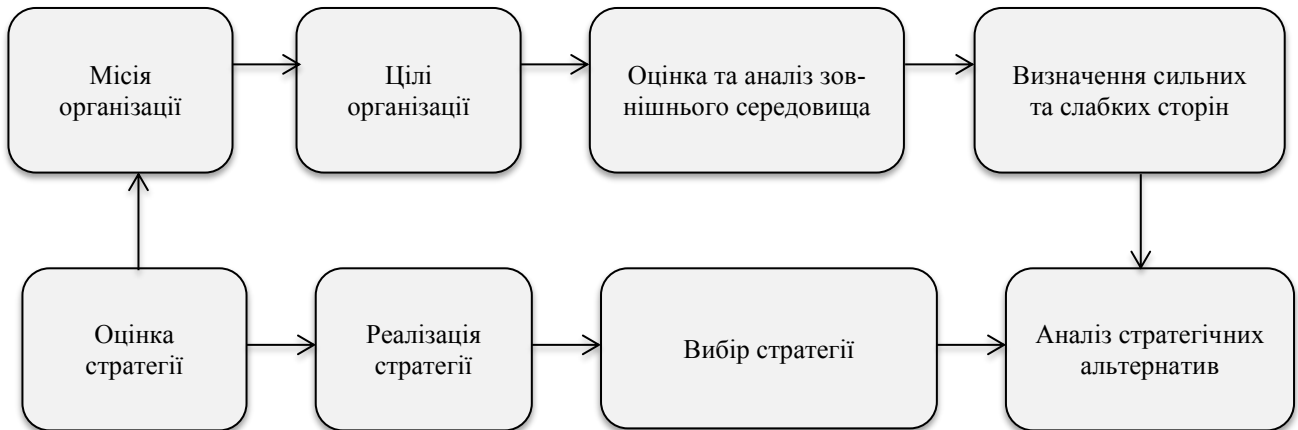 Місія
організації
Цілі
організації
Оцінка та аналіз зов-
нішнього середовища
Визначення сильних
та слабких сторін
Оцінка
стратегії
Реалізація
стратегії
Вибір стратегії
Аналіз стратегічних
альтернатив